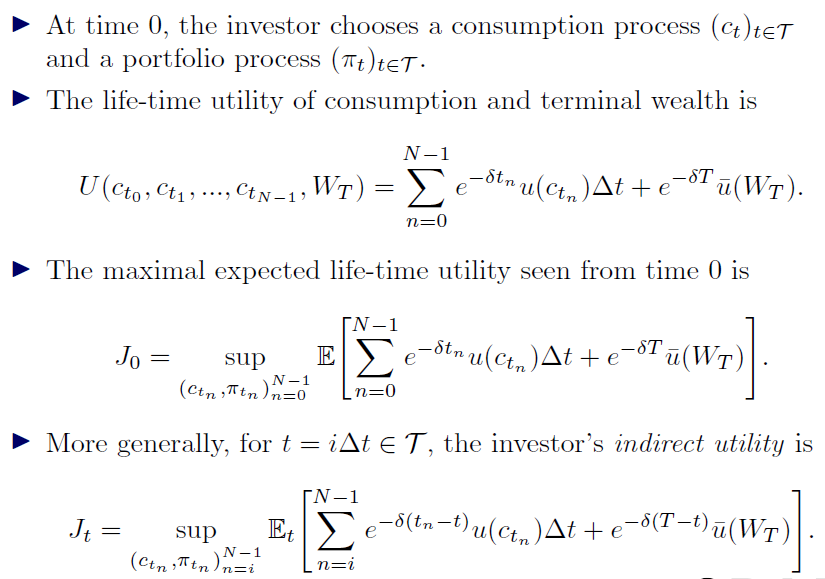 ▶ At time 0, the investor chooses a consumption process $(c_t)_{t\in\mathcal{T}}$
and a portfolio process $(\pi_t)_{t\in\mathcal{T}}$.
▶ The life-time utility of consumption and terminal wealth is
$U(c_{t_0}, c_{t_1}, ..., c_{t_{N-1}}, W_T) = \sum_{n=0}^{N-1} e^{-\delta t_n} u(c_{t_n})\Delta t + e^{-\delta T} \bar{u}(W_T).$
▶ The maximal expected life-time utility seen from time 0 is
$J_0 = \sup_{(c_{t_n}, \pi_{t_n})_{n=0}^{N-1}} \mathbb{E}\left[\sum_{n=0}^{N-1} e^{-\delta t_n} u(c_{t_n})\Delta t + e^{-\delta T} \bar{u}(W_T)\right].$
▶ More generally, for $t = i\Delta t \in \mathcal{T}$, the investor's indirect utility is
$J_t = \sup_{(c_{t_n}, \pi_{t_n})_{n=i}^{N-1}} \mathbb{E}_t\left[\sum_{n=i}^{N-1} e^{-\delta(t_n-t)} u(c_{t_n})\Delta t + e^{-\delta(T-t)} \bar{u}(W_T)\right].$